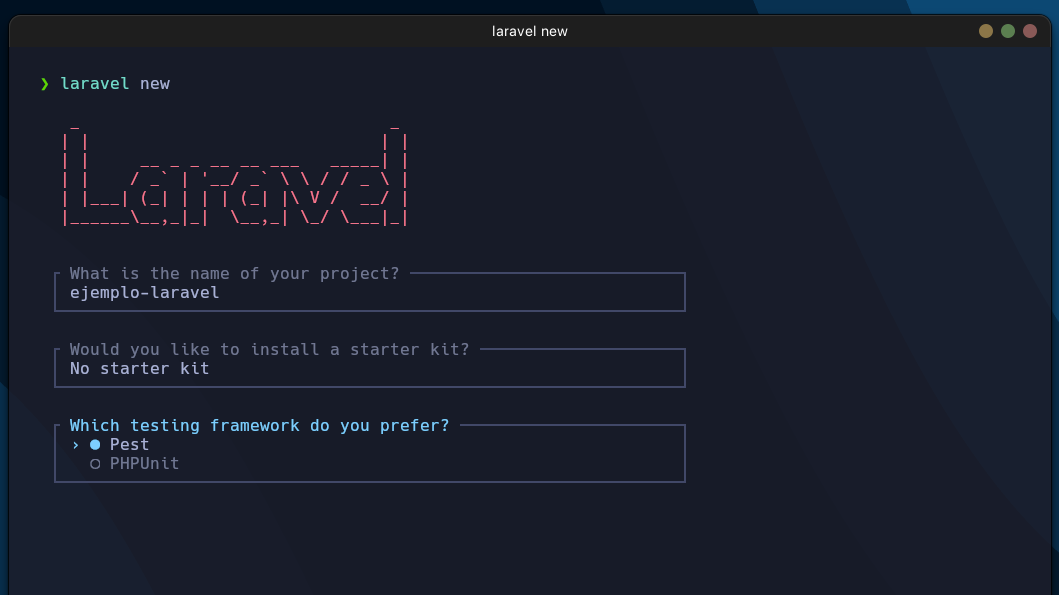 laravel new
❯ laravel new
 _                               _
| |                             | |
| |     __ _ _ __ __ ___   _____| |
| |    / _` | '__/ _` \ \ / / _ \ |
| |___| (_| | | | (_| |\ V /  __/ |
|______\__,_|_|  \__,_| \_/ \___|_|
What is the name of your project?
ejemplo-laravel
Would you like to install a starter kit?
No starter kit
Which testing framework do you prefer?
› ● Pest
○ PHPUnit